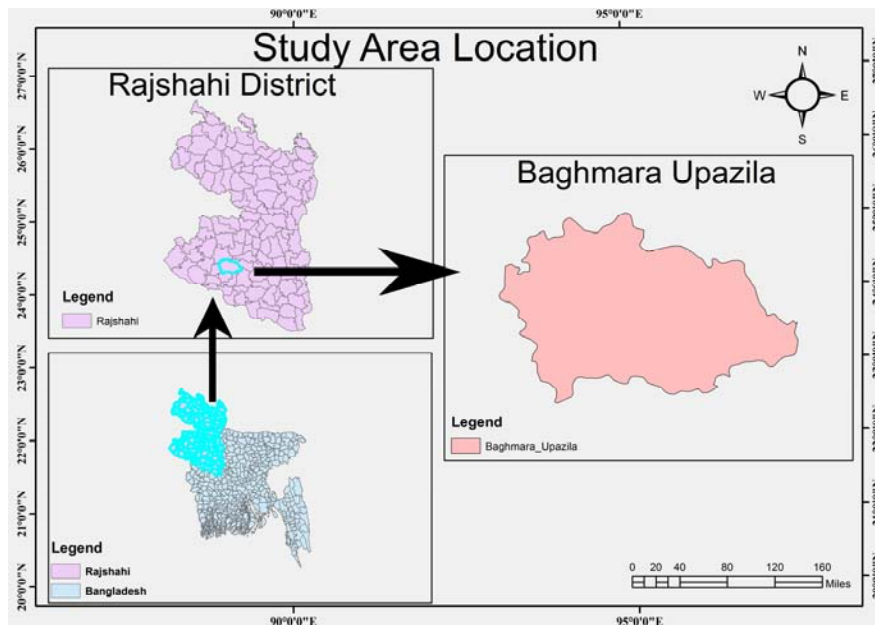 90°0'0"E 95°0'0"E
Study Area Location
Rajshahi District
N
W E
S
Baghmara Upazila
Legend
Rajshahi
Legend
Baghmara_Upazila
Legend
Rajshahi
Bangladesh
0 10 20 40 80 120 160
Miles
27°0'0"N
26°0'0"N
25°0'0"N
24°0'0"N
23°0'0"N
22°0'0"N
21°0'0"N
20°0'0"N
90°0'0"E 95°0'0"E